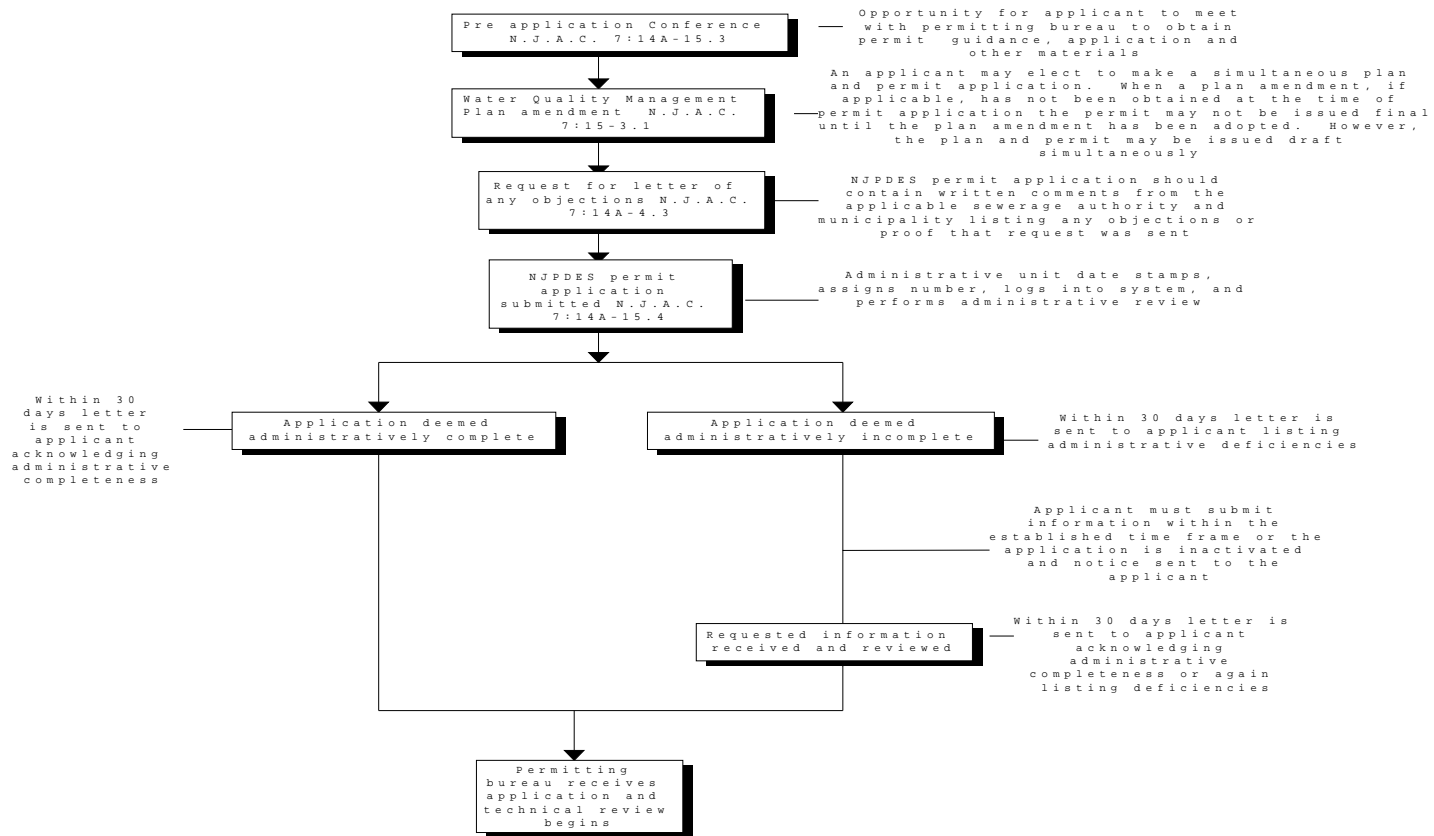 Pre application Conference
N.J.A.C. 7:14A-15.3
Opportunity for applicant to meet
with permitting bureau to obtain
permit guidance, application and
other materials
Water Quality Management
Plan amendment N.J.A.C.
7:15-3.1
An applicant may elect to make a simultaneous plan
and permit application. When a plan amendment, if
applicable, has not been obtained at the time of
permit application the permit may not be issued final
until the plan amendment has been adopted. However,
the plan and permit may be issued draft
simultaneously
Request for letter of
any objections N.J.A.C.
7:14A-4.3
NJPDES permit application should
contain written comments from the
applicable sewerage authority and
municipality listing any objections or
proof that request was sent
NJPDES permit
application
submitted N.J.A.C.
7:14A-15.4
Administrative unit date stamps,
assigns number, logs into system, and
performs administrative review
Within 30
days letter
is sent to
applicant
acknowledging
administrative
completeness
Application deemed
administratively complete
Application deemed
administratively incomplete
Within 30 days letter is
sent to applicant listing
administrative deficiencies
Applicant must submit
information within the
established time frame or the
application is inactivated
and notice sent to the
applicant
Requested information
received and reviewed
Within 30 days letter is
sent to applicant
acknowledging
administrative
completeness or again
listing deficiencies
Permitting
bureau receives
application and
technical review
begins